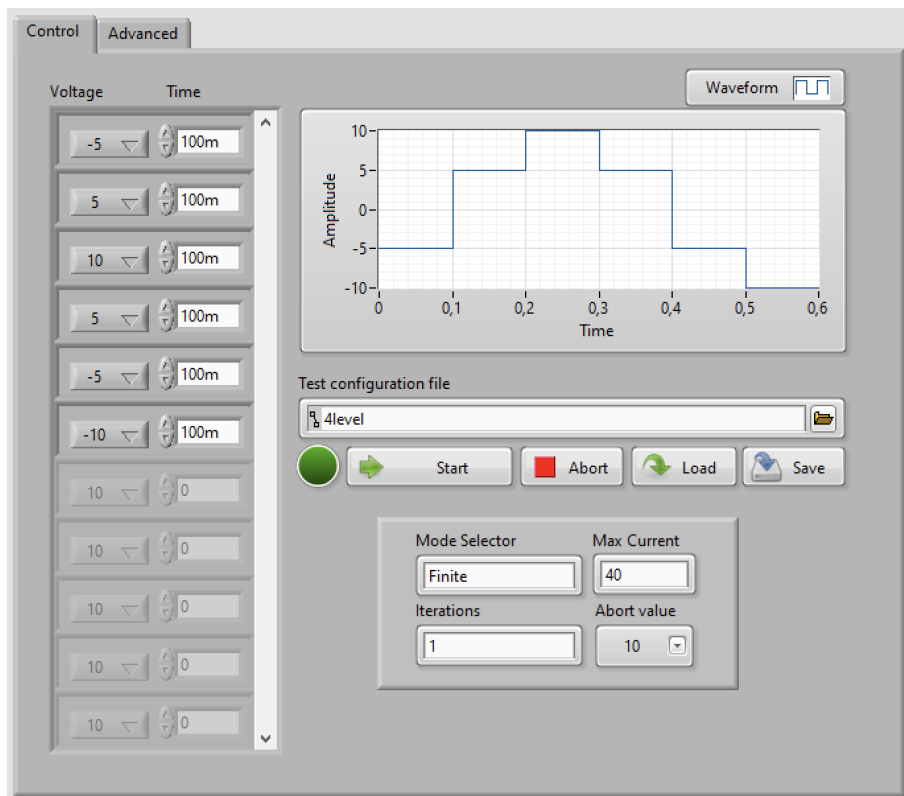 Control Advanced
Voltage Time
Waveform
-5 100m
5 100m
10 100m
5 100m
-5 100m
-10 100m
10 0
10 0
10 0
10 0
10 0
Amplitude
10
5
0
-5
-10
0 0,1 0,2 0,3 0,4 0,5 0,6
Time
Test configuration file
4level
Start Abort Load Save
Mode Selector Max Current
Finite 40
Iterations Abort value
1 10